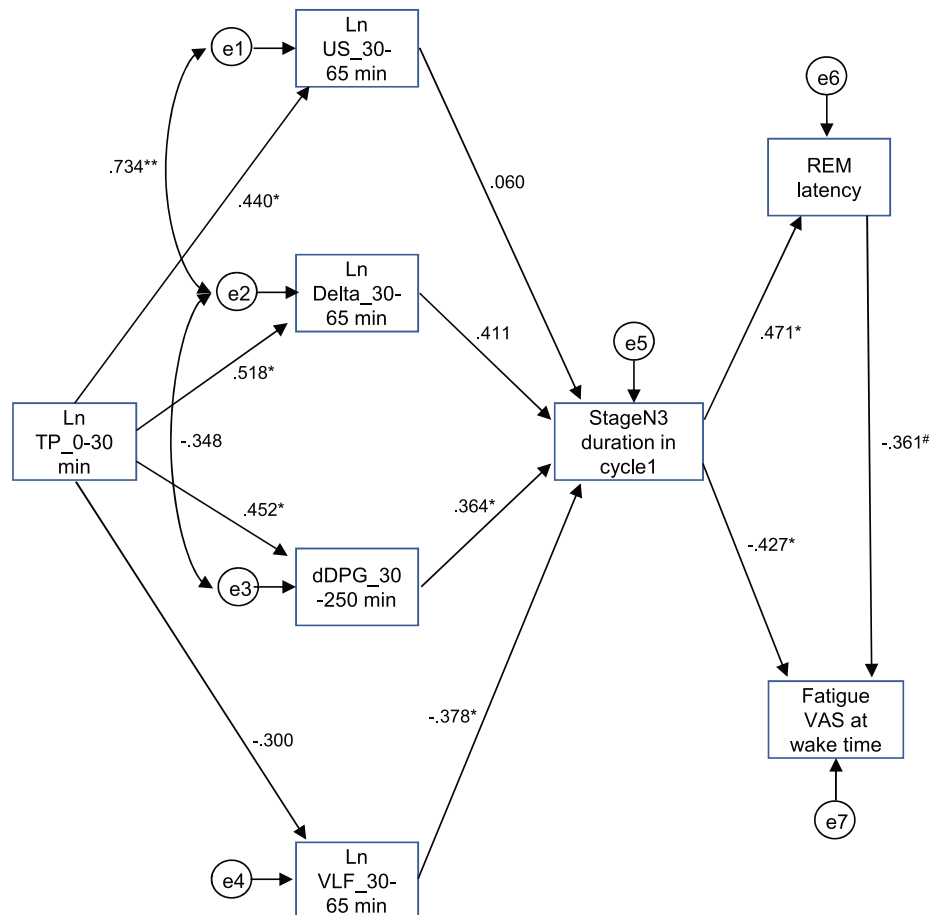 e1
Ln
US_30-
65 min
e6
.734**
.440*
.060
REM
latency
e2
Ln
Delta_30-
65 min
.518*
.411
e5
.471*
Ln
TP_0-30
min
-.348
StageN3
duration in
cycle1
-.361#
.452*
.364*
-.427*
e3
dDPG_30
-250 min
-.300
-.378*
Fatigue
VAS at
wake time
e7
e4
Ln
VLF_30-
65 min